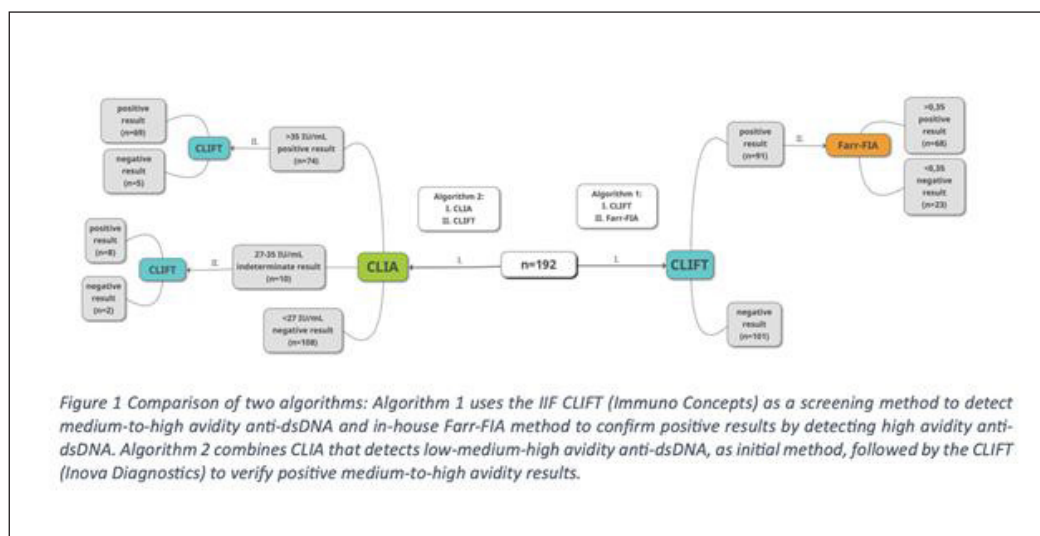 positive
result
(n=69)
negative
result
(n=5)
CLIFT
II.
>35 IU/mL
positive result
(n=74)
positive
result
(n=8)
negative
result
(n=2)
CLIFT
II.
27-35 IU/mL
indeterminate result
(n=10)
<27 IU/mL
negative result
(n=108)
CLIA
Algorithm 2:
I. CLIA
II. CLIFT
I.
n=192
I.
Algorithm 1:
I. CLIFT
II. Farr-FIA
CLIFT
positive
result
(n=91)
II.
Farr-FIA
>0,35
positive
result
(n=68)
<0,35
negative
result
(n=23)
negative
result
(n=101)
Figure 1 Comparison of two algorithms: Algorithm 1 uses the IIF CLIFT (Immuno Concepts) as a screening method to detect
medium-to-high avidity anti-dsDNA and in-house Farr-FIA method to confirm positive results by detecting high avidity anti-
dsDNA. Algorithm 2 combines CLIA that detects low-medium-high avidity anti-dsDNA, as initial method, followed by the CLIFT
(Inova Diagnostics) to verify positive medium-to-high avidity results.